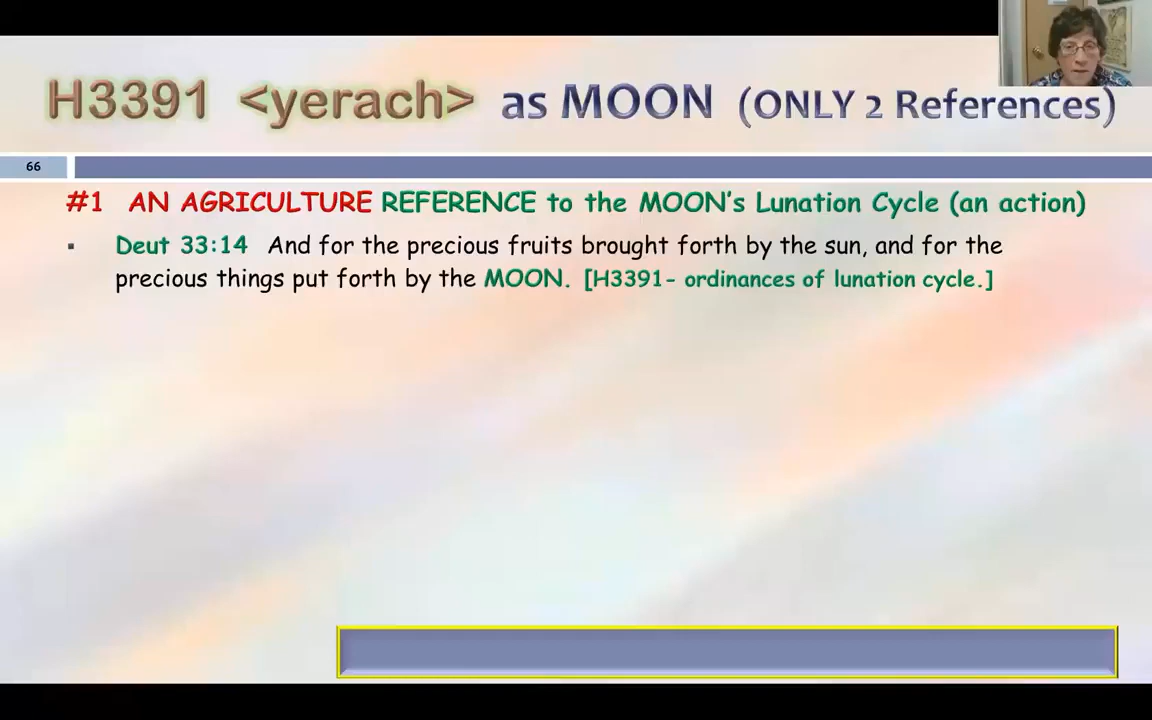 H3391 <yerach> as MOON (ONLY 2 References)
66
#1 AN AGRICULTURE REFERENCE to the MOON's Lunation Cycle (an action)
▪ Deut 33:14 And for the precious fruits brought forth by the sun, and for the
precious things put forth by the MOON. [H3391- ordinances of lunation cycle.]